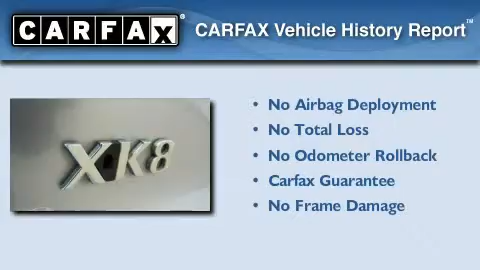 CARFAX® CARFAX Vehicle History Report™
XK8
• No Airbag Deployment
• No Total Loss
• No Odometer Rollback
• Carfax Guarantee
• No Frame Damage